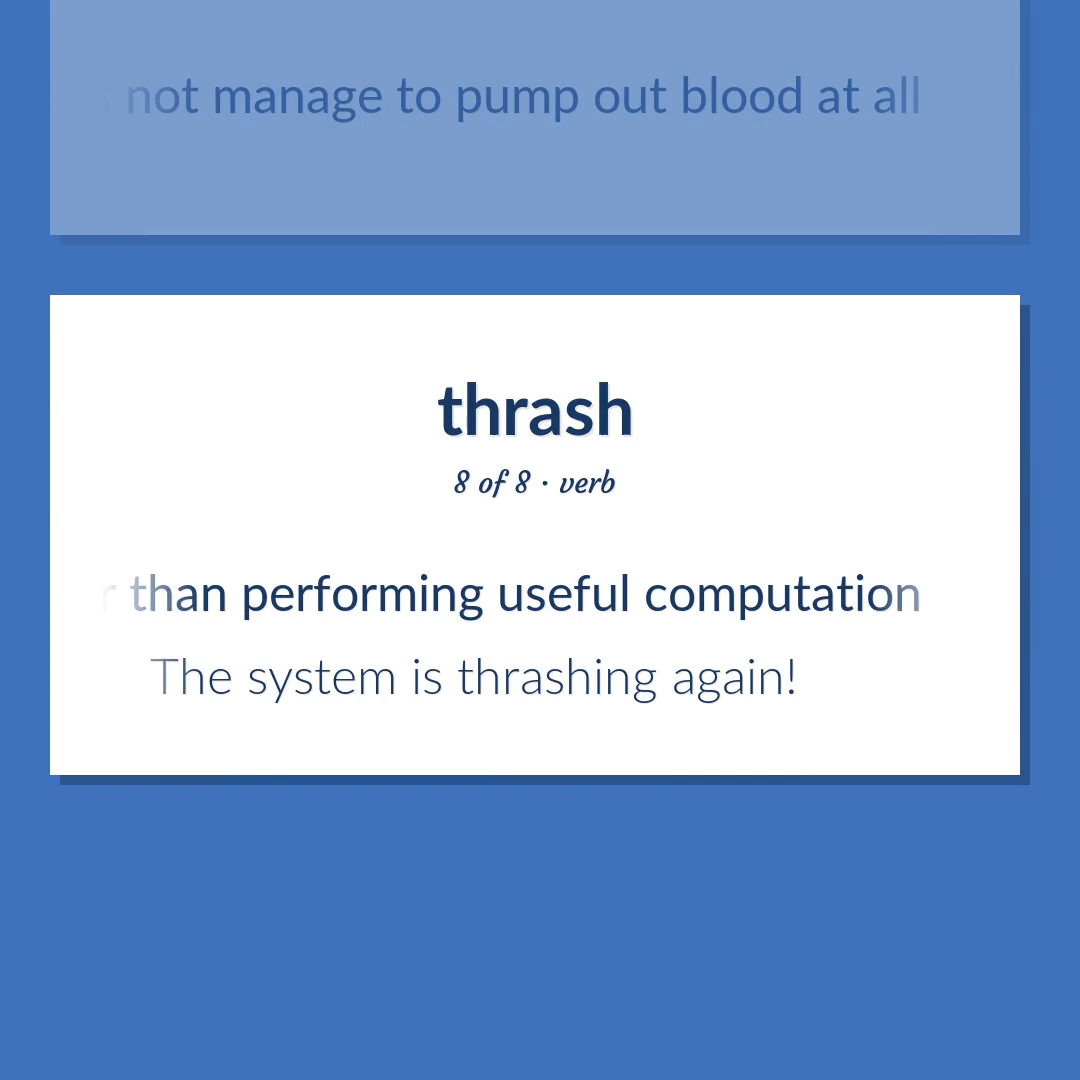 not manage to pump out blood at all
thrash
8 of 8 · verb
than performing useful computation
The system is thrashing again!